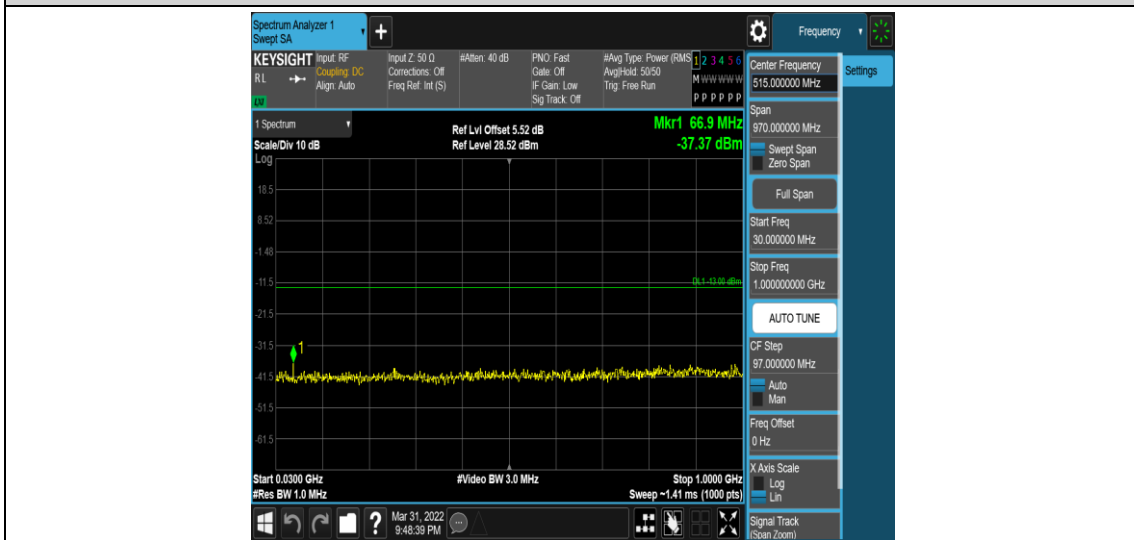 Spectrum Analyzer 1
Swept SA
+
Frequency
KEYSIGHT
RL
LXI
Input: RF
Coupling: DC
Align: Auto
Input Z: 50 Ω
Corrections: Off
Freq Ref: Int (S)
#Atten: 40 dB
PNO: Fast
Gate: Off
IF Gain: Low
Sig Track: Off
#Avg Type: Power (RMS
Avg|Hold: 50/50
Trig: Free Run
1 2 3 4 5 6
M W W W W W
P P P P P P
1 Spectrum
Scale/Div 10 dB
Log
Ref Lvl Offset 5.52 dB
Ref Level 28.52 dBm
Mkr1 66.9 MHz
-37.37 dBm
18.5
8.52
-1.48
-11.5
DL1 -13.00 dBm
-21.5
-31.5
1
-41.5
-51.5
-61.5
Start 0.0300 GHz
#Video BW 3.0 MHz
Stop 1.0000 GHz
#Res BW 1.0 MHz
Sweep ~1.41 ms (1000 pts)
?
Mar 31, 2022
9:48:39 PM
Center Frequency
515.000000 MHz
Settings
Span
970.000000 MHz
Swept Span
Zero Span
Full Span
Start Freq
30.000000 MHz
Stop Freq
1.000000000 GHz
AUTO TUNE
CF Step
97.000000 MHz
Auto
Man
Freq Offset
0 Hz
X Axis Scale
Log
Lin
Signal Track
(Span Zoom)